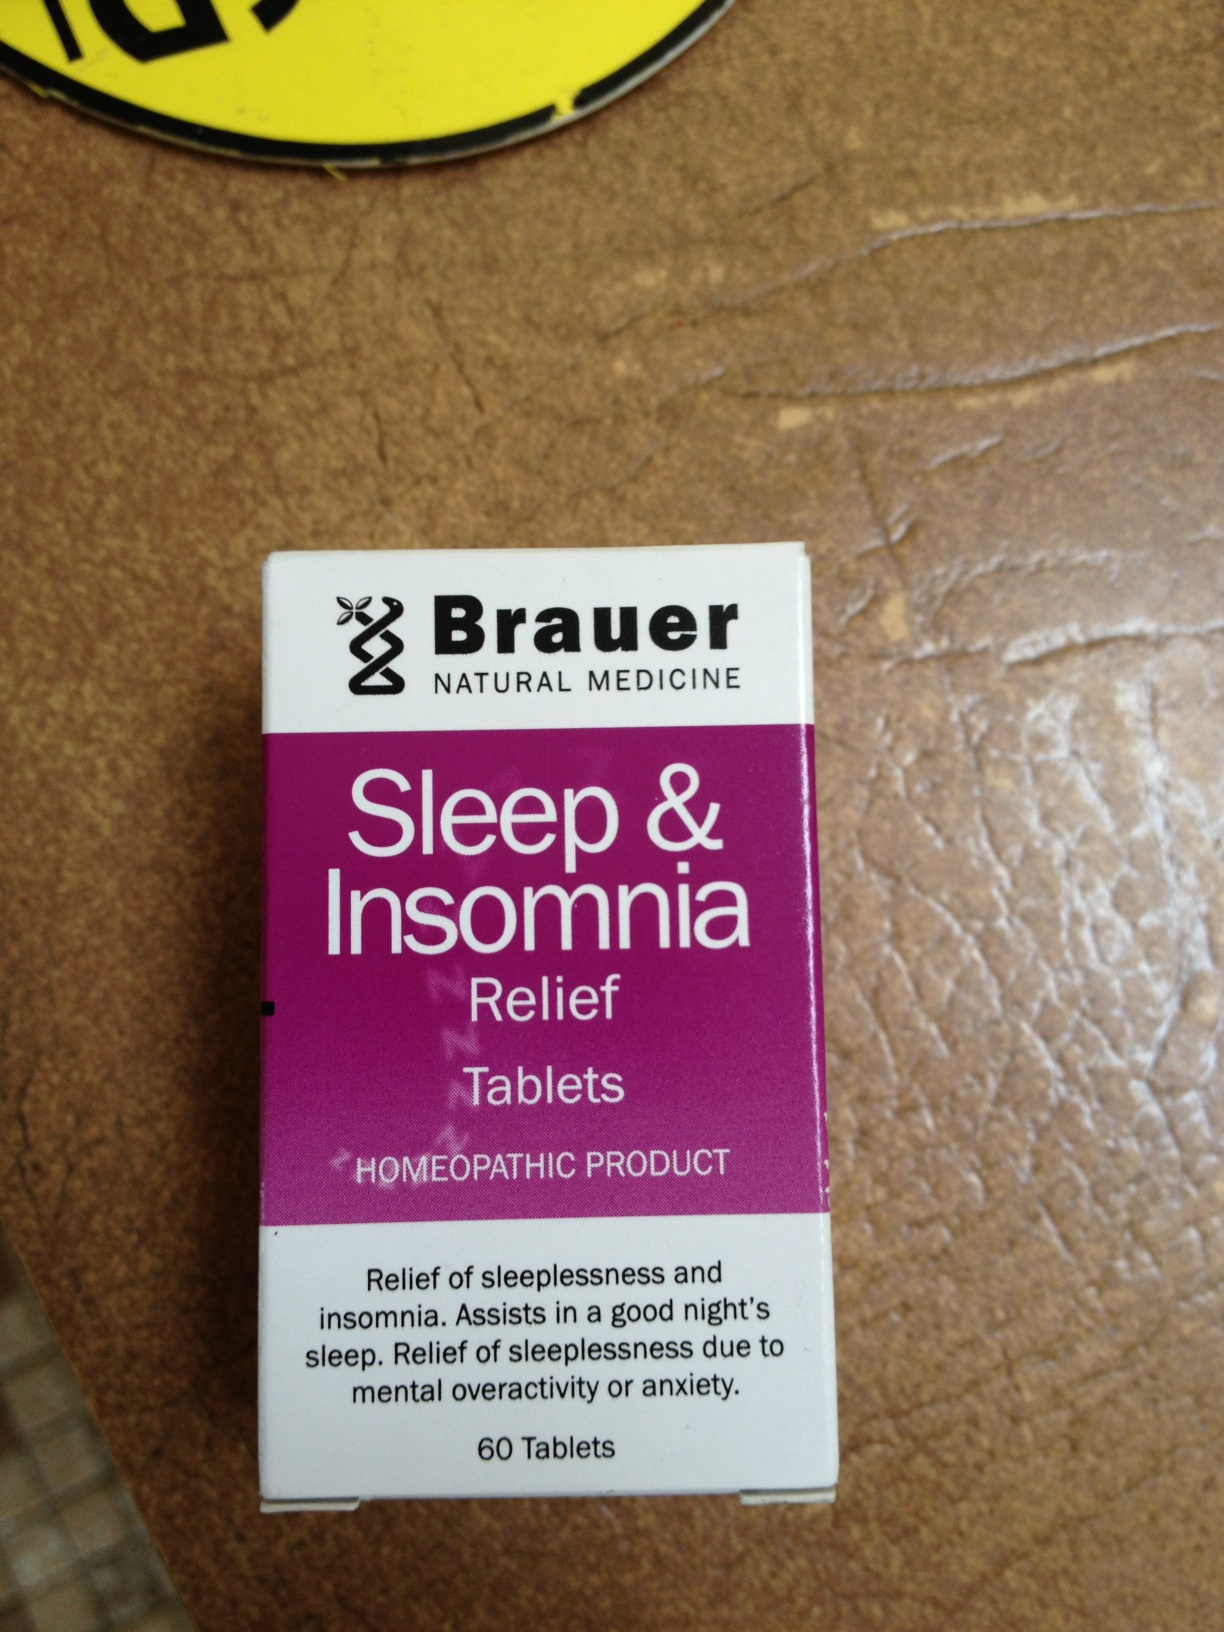 Brauer
NATURAL MEDICINE
Sleep &
Insomnia
Relief
Tablets
HOMEOPATHIC PRODUCT
Relief of sleeplessness and
insomnia. Assists in a good night's
sleep. Relief of sleeplessness due to
mental overactivity or anxiety.
60 Tablets